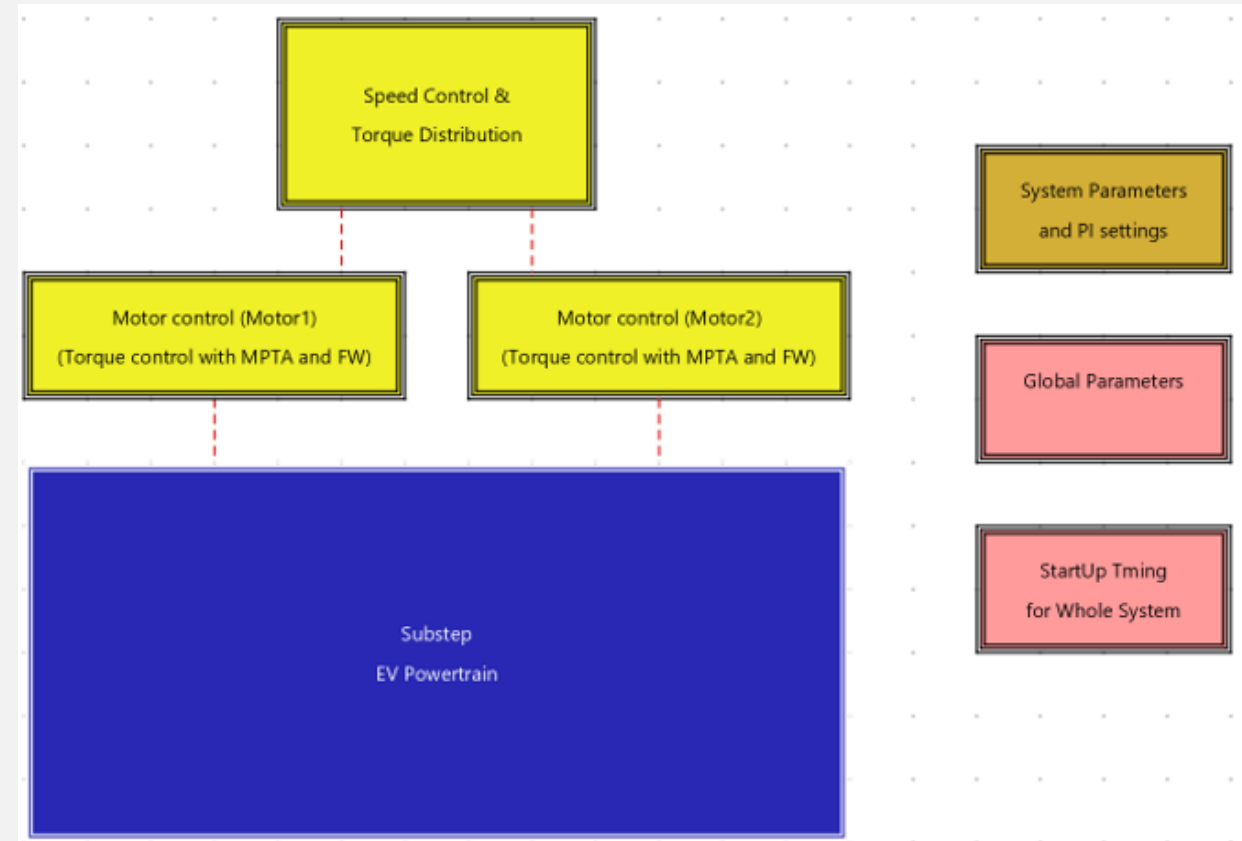 Speed Control &
Torque Distribution
System Parameters
and PI settings
Motor control (Motor1)
(Torque control with MPTA and FW)
Motor control (Motor2)
(Torque control with MPTA and FW)
Global Parameters
StartUp Tming
for Whole System
Substep
EV Powertrain